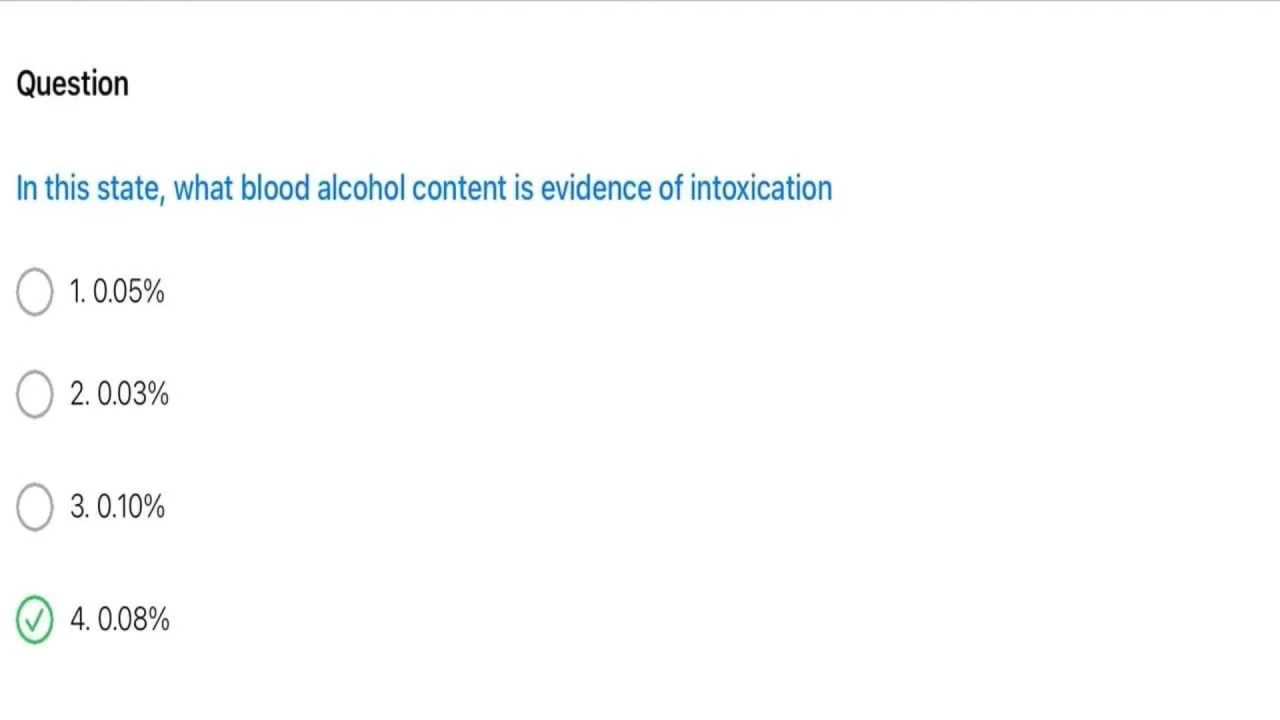 Question
In this state, what blood alcohol content is evidence of intoxication
1. 0.05%
2. 0.03%
3. 0.10%
4. 0.08%